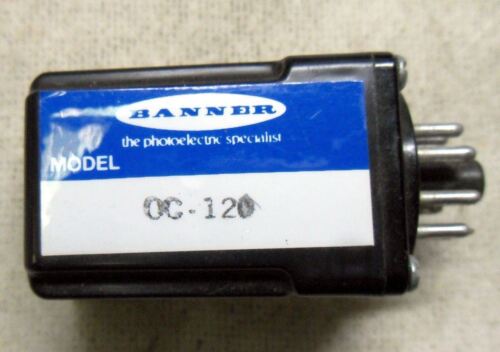 BANNER
the photoelectric specialist
MODEL
OC-120